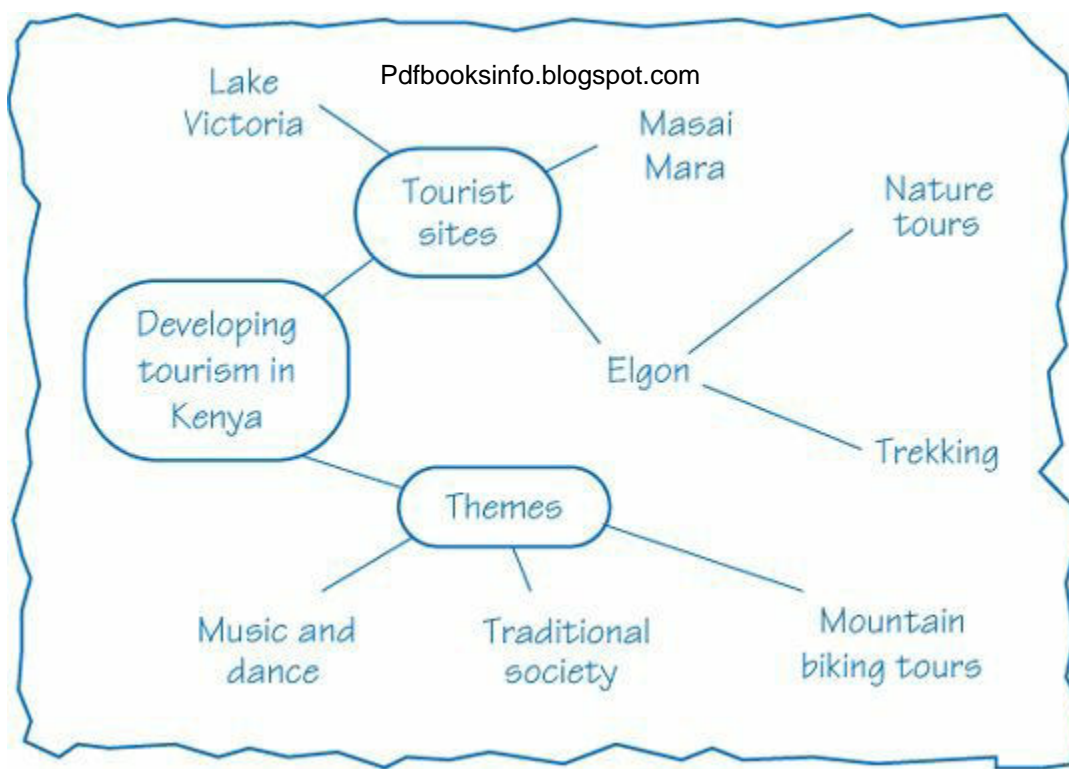 Pdfbooksinfo.blogspot.com
Lake
Victoria
Masai
Mara
Tourist
sites
Nature
tours
Developing
tourism in
Kenya
Elgon
Trekking
Themes
Music and
dance
Traditional
society
Mountain
biking tours